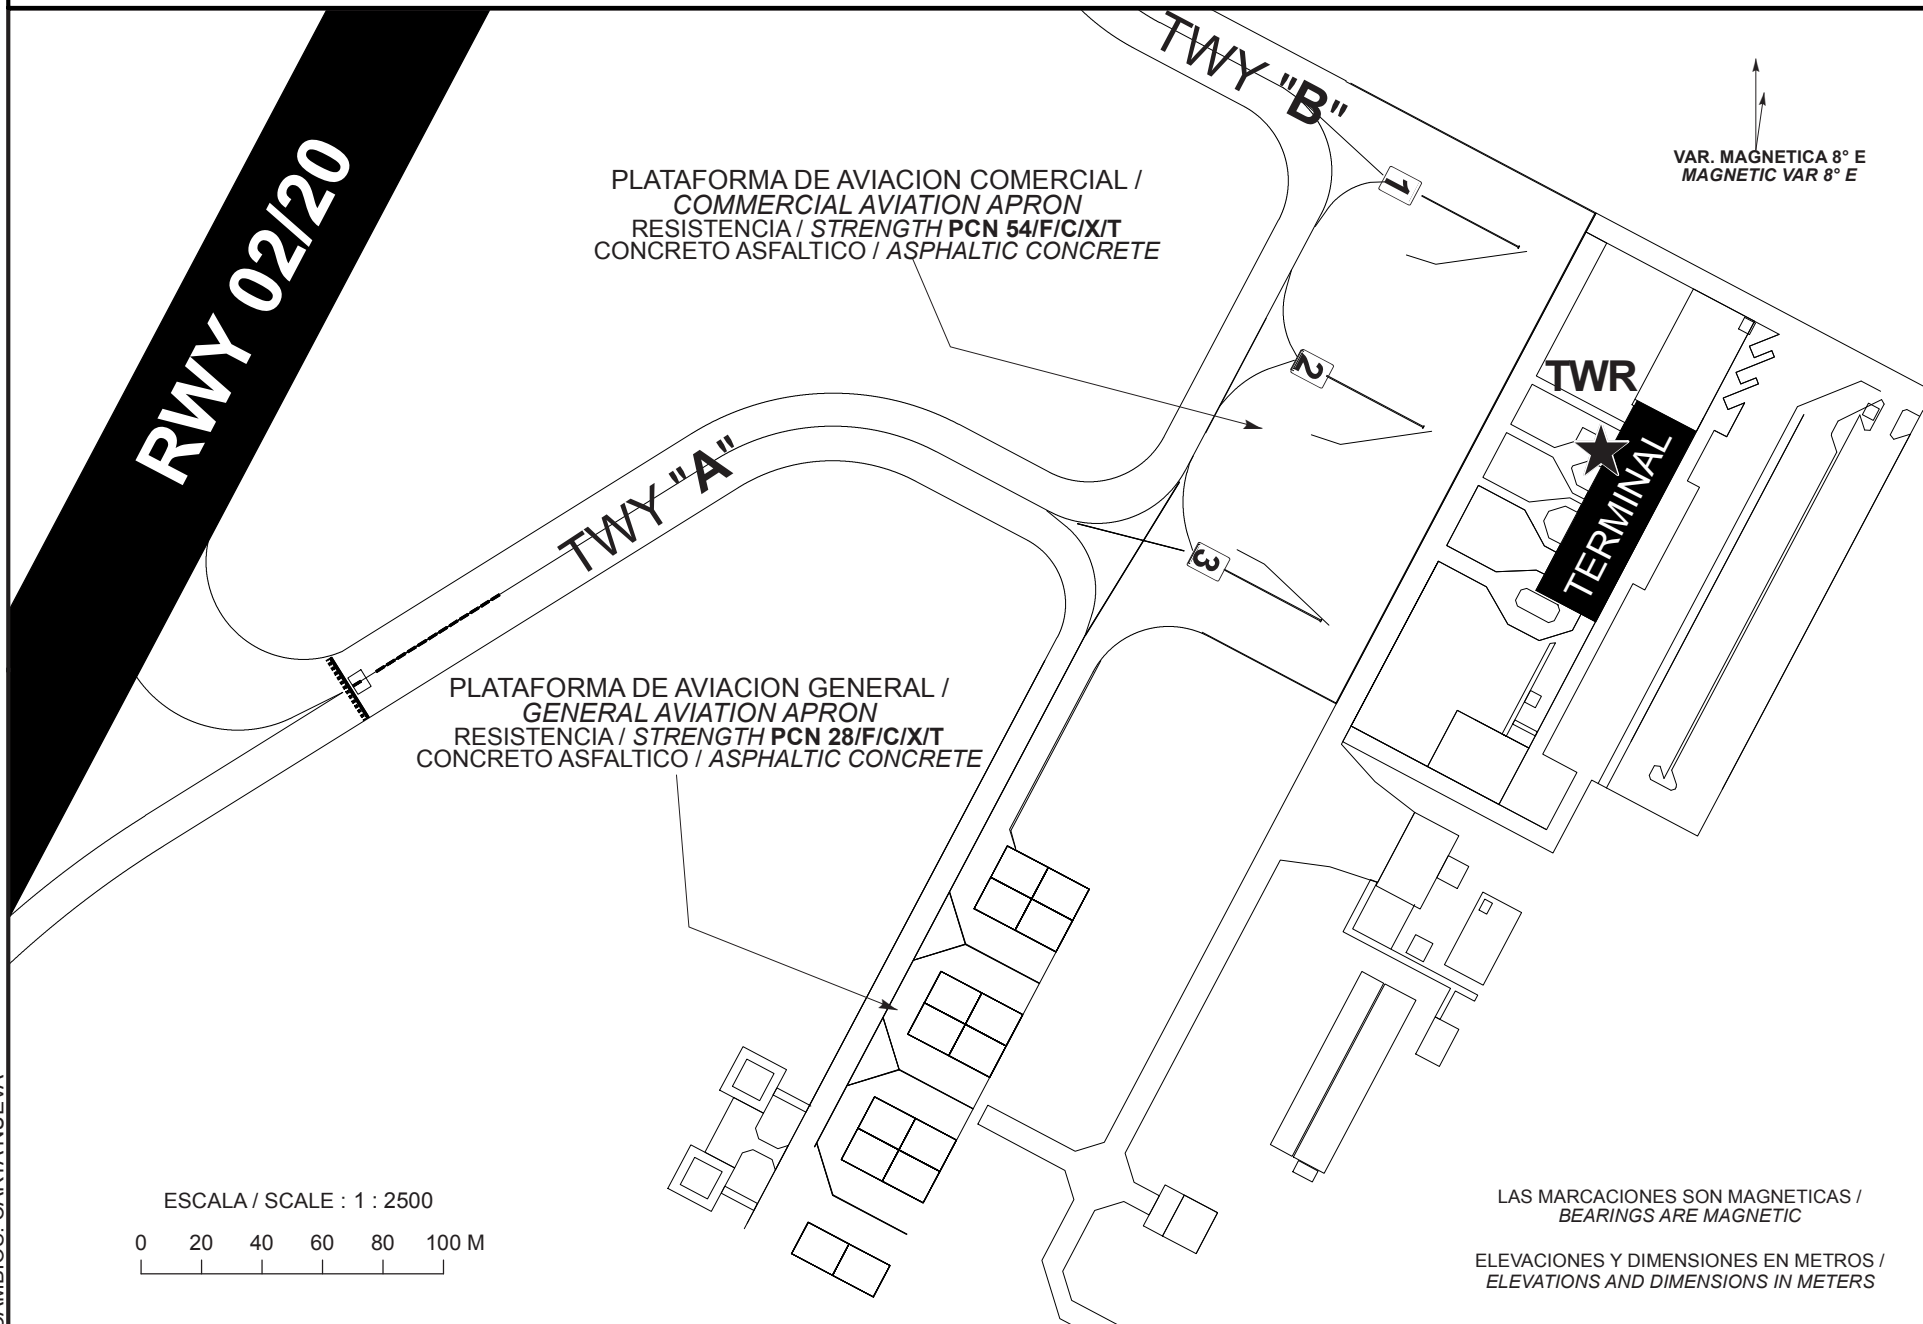 TWY "B"
VAR. MAGNETICA 8° E
MAGNETIC VAR 8° E
RWY 02/20
PLATAFORMA DE AVIACION COMERCIAL /
COMMERCIAL AVIATION APRON
RESISTENCIA / STRENGTH PCN 54/F/C/X/T
CONCRETO ASFALTICO / ASPHALTIC CONCRETE
1
2
3
TWR
TERMINAL
TWY "A"
PLATAFORMA DE AVIACION GENERAL /
GENERAL AVIATION APRON
RESISTENCIA / STRENGTH PCN 28/F/C/X/T
CONCRETO ASFALTICO / ASPHALTIC CONCRETE
ESCALA / SCALE : 1 : 2500
0 20 40 60 80 100 M
LAS MARCACIONES SON MAGNETICAS /
BEARINGS ARE MAGNETIC
ELEVACIONES Y DIMENSIONES EN METROS /
ELEVATIONS AND DIMENSIONS IN METERS